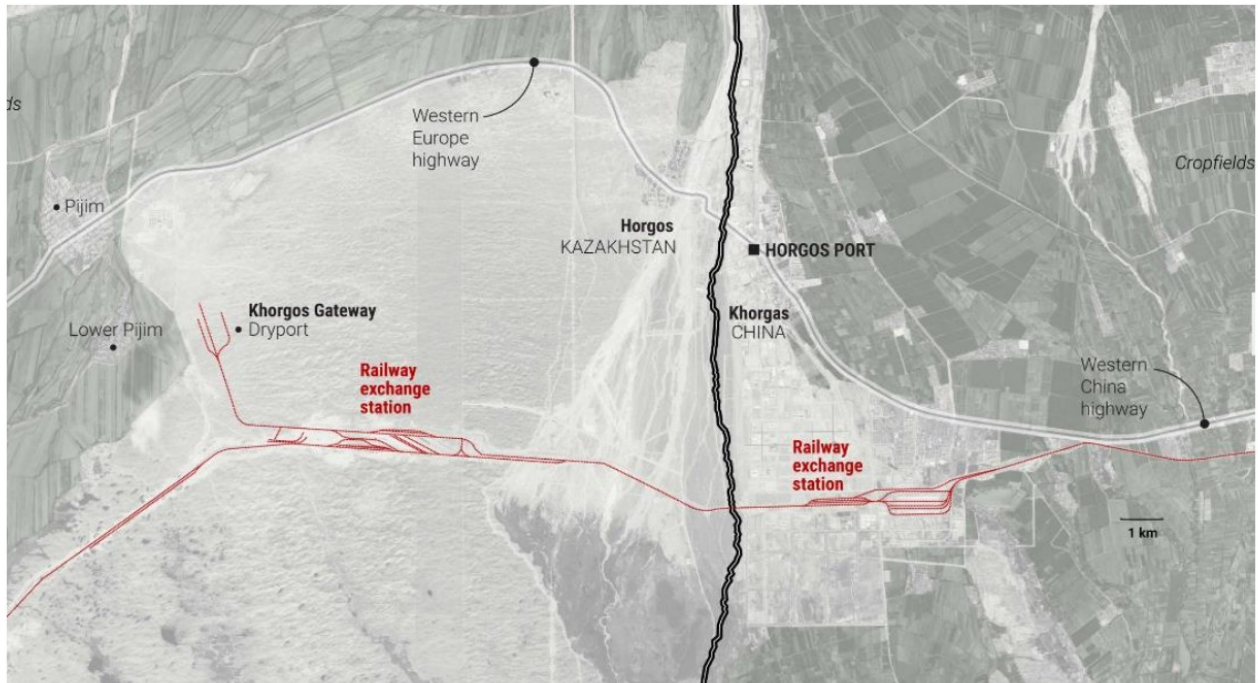 ds
Western
Europe
highway
Cropfields
Pijim
Horgos
KAZAKHSTAN
HORGOS PORT
Khorgos Gateway
Dryport
Lower Pijim
Khorgas
CHINA
Railway
exchange
station
Western
China
highway
Railway
exchange
station
1 km